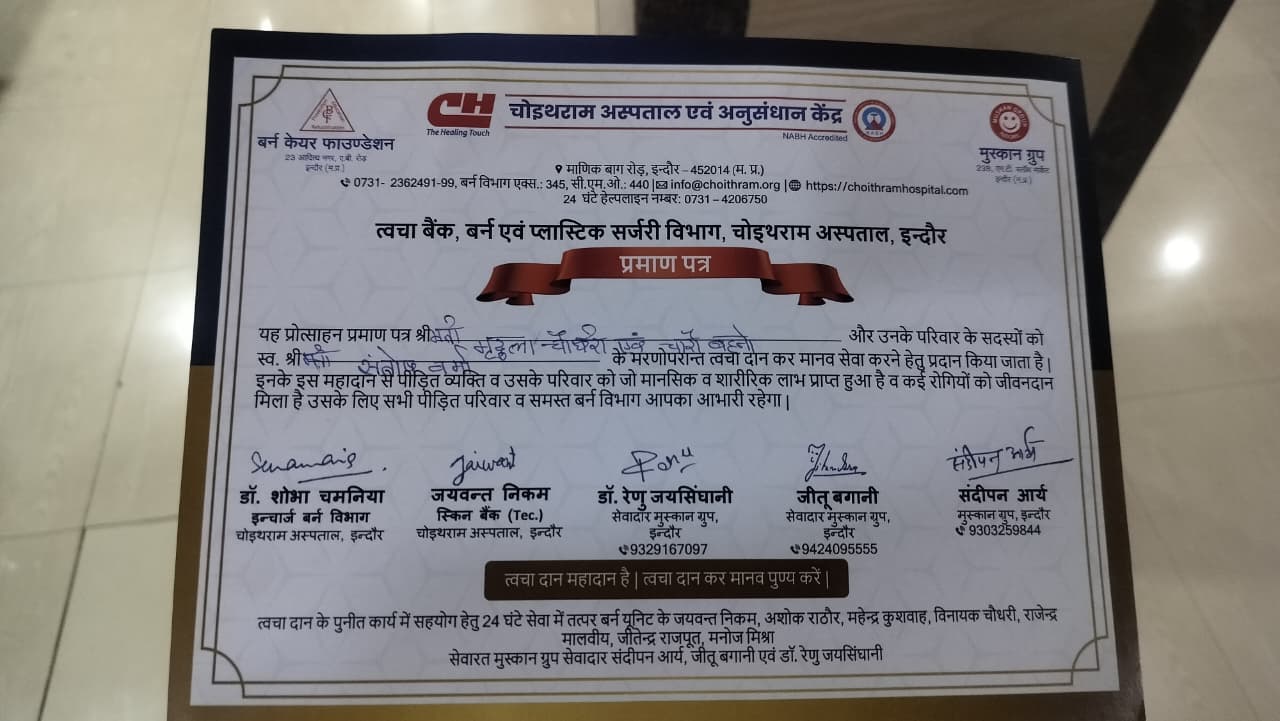 CH
The Healing Touch
चोइथराम अस्पताल एवं अनुसंधान केंद्र
NABH Accredited
NABH
बर्न केयर फाउण्डेशन
23 आदित्य नगर, ए.बी. रोड़
इन्दौर (म.प्र.)
मुस्कान ग्रुप
इन्दौर (म.प्र.)
माणिक बाग रोड़, इन्दौर – 452014 (म. प्र.)
0731- 2362491-99, बर्न विभाग एक्स.: 345, सी.एम.ओ.: 440 | info@choithram.org | https://choithramhospital.com
24 घंटे हेल्पलाइन नम्बर: 0731 – 4206750
त्वचा बैंक, बर्न एवं प्लास्टिक सर्जरी विभाग, चोइथराम अस्पताल, इन्दौर
प्रमाण पत्र
यह प्रोत्साहन प्रमाण पत्र श्रीमती मृदुला चौधरी एवं चारो बहनो और उनके परिवार के सदस्यों को
स्व. श्रीमती संतोष वर्मा के मरणोपरान्त त्वचा दान कर मानव सेवा करने हेतु प्रदान किया जाता है |
इनके इस महादान से पीड़ित व्यक्ति व उसके परिवार को जो मानसिक व शारीरिक लाभ प्राप्त हुआ है व कई रोगियों को जीवनदान
मिला है उसके लिए सभी पीड़ित परिवार व समस्त बर्न विभाग आपका आभारी रहेगा |
संदीपन आर्य
डॉ. शोभा चमनिया जयवन्त निकम डॉ. रेणु जयसिंघानी जीतू बगानी संदीपन आर्य
इन्चार्ज बर्न विभाग स्किन बैंक (Tec.) सेवादार मुस्कान ग्रुप, सेवादार मुस्कान ग्रुप, मुस्कान ग्रुप, इन्दौर
चोइथराम अस्पताल, इन्दौर चोइथराम अस्पताल, इन्दौर इन्दौर इन्दौर 9303259844
9329167097 9424095555
त्वचा दान महादान है | त्वचा दान कर मानव पुण्य करें |
त्वचा दान के पुनीत कार्य में सहयोग हेतु 24 घंटे सेवा में तत्पर बर्न यूनिट के जयवन्त निकम, अशोक राठौर, महेन्द्र कुशवाह, विनायक चौधरी, राजेन्द्र
मालवीय, जीतेन्द्र राजपूत, मनोज मिश्रा
सेवारत मुस्कान ग्रुप सेवादार संदीपन आर्य, जीतू बगानी एवं डॉ. रेणु जयसिंघानी